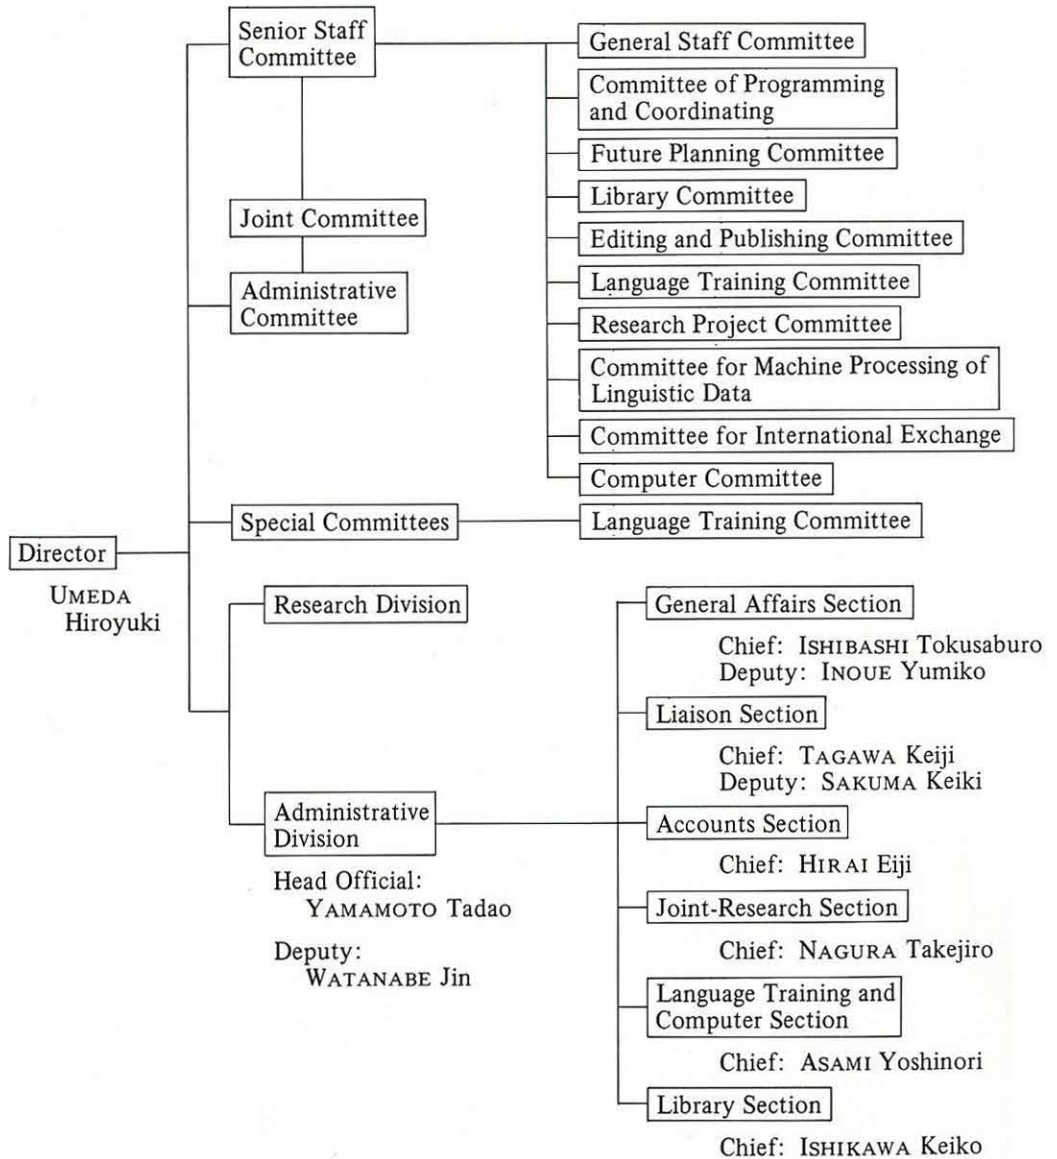 Senior Staff
Committee
General Staff Committee
Committee of Programming
and Coordinating
Future Planning Committee
Library Committee
Joint Committee
Editing and Publishing Committee
Administrative
Committee
Language Training Committee
Research Project Committee
Committee for Machine Processing of
Linguistic Data
Committee for International Exchange
Computer Committee
Special Committees
Language Training Committee
Director
UMEDA
Hiroyuki
Research Division
General Affairs Section
Chief: ISHIBASHI Tokusaburo
Deputy: INOUE Yumiko
Liaison Section
Chief: TAGAWA Keiji
Deputy: SAKUMA Keiki
Administrative
Division
Head Official:
YAMAMOTO Tadao
Deputy:
WATANABE Jin
Accounts Section
Chief: HIRAI Eiji
Joint-Research Section
Chief: NAGURA Takejiro
Language Training and
Computer Section
Chief: ASAMI Yoshinori
Library Section
Chief: ISHIKAWA Keiko